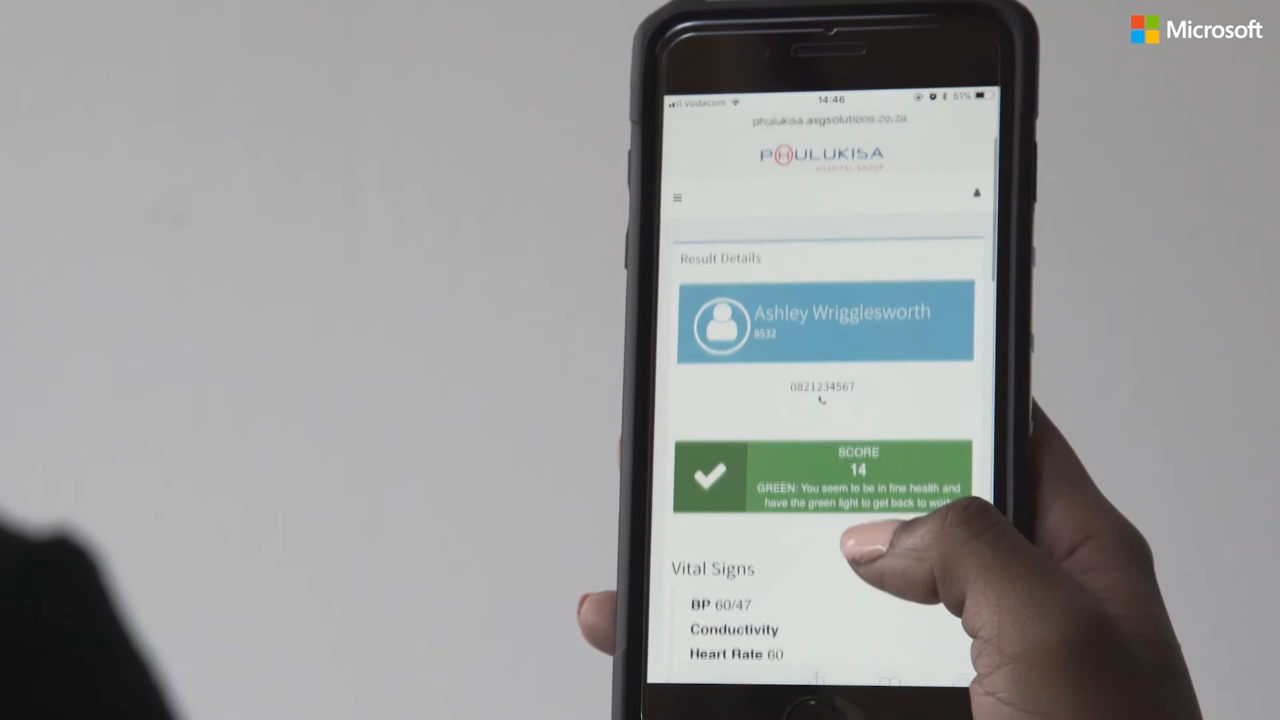 Microsoft
Vodacom 14:46 51%
phulukisa.asgsolutions.co.za
PHULUKISA
HOSPITAL GROUP
Result Details
Ashley Wrigglesworth
8532
0821234567
SCORE
14
GREEN: You seem to be in fine health and
have the green light to get back to work
Vital Signs
BP 60/47
Conductivity
Heart Rate 60